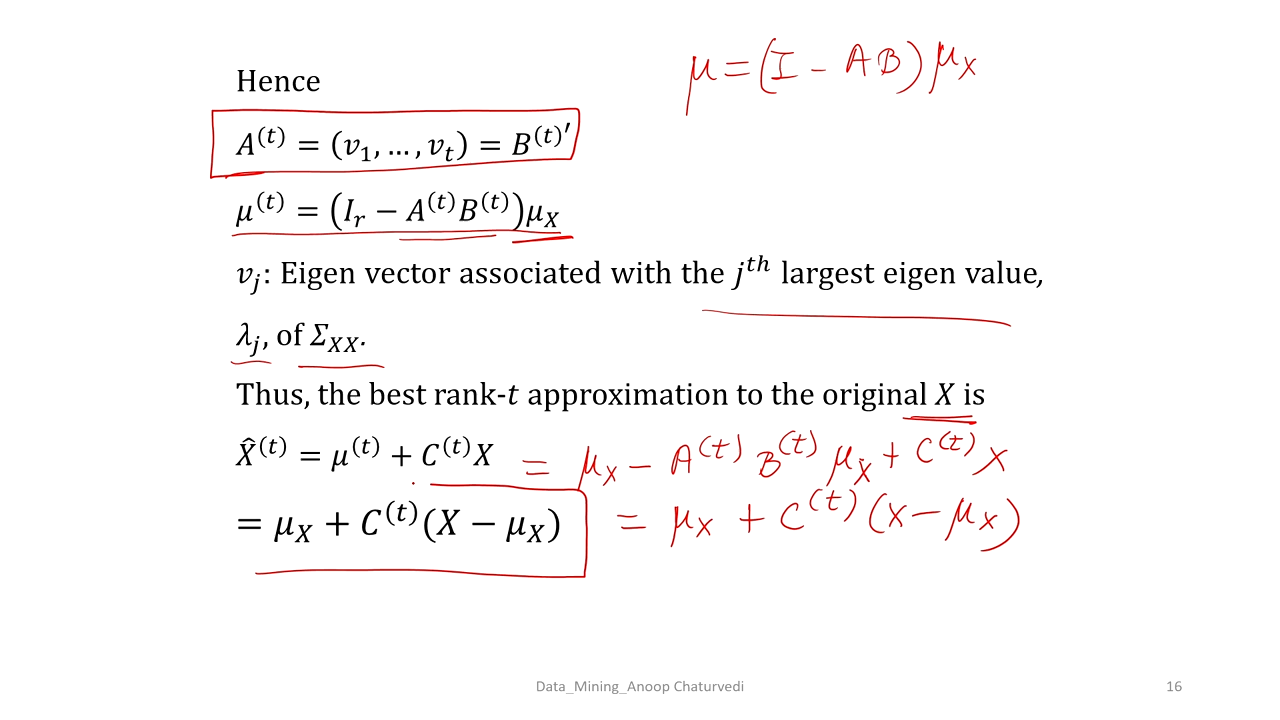 Hence
μ = (I - AB) μ_X
A^(t) = (v_1, …, v_t) = B^(t)′
μ^(t) = (I_r − A^(t)B^(t))μ_X
v_j: Eigen vector associated with the j^th largest eigen value,
λ_j, of Σ_XX.
Thus, the best rank-t approximation to the original X is
X̂^(t) = μ^(t) + C^(t)X = μ_X - A^(t) B^(t) μ_X + C^(t) X
= μ_X + C^(t)(X − μ_X) = μ_X + C^(t) (X - μ_X)
Data_Mining_Anoop Chaturvedi 16